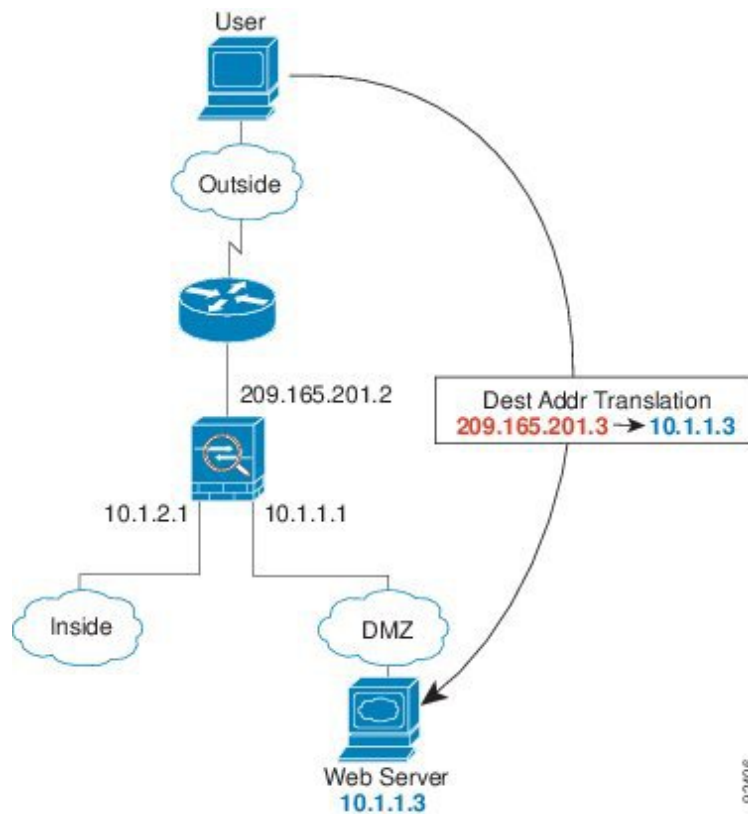 User
Outside
209.165.201.2
Dest Addr Translation
209.165.201.3 10.1.1.3
10.1.2.1
10.1.1.1
Inside
DMZ
Web Server
10.1.1.3